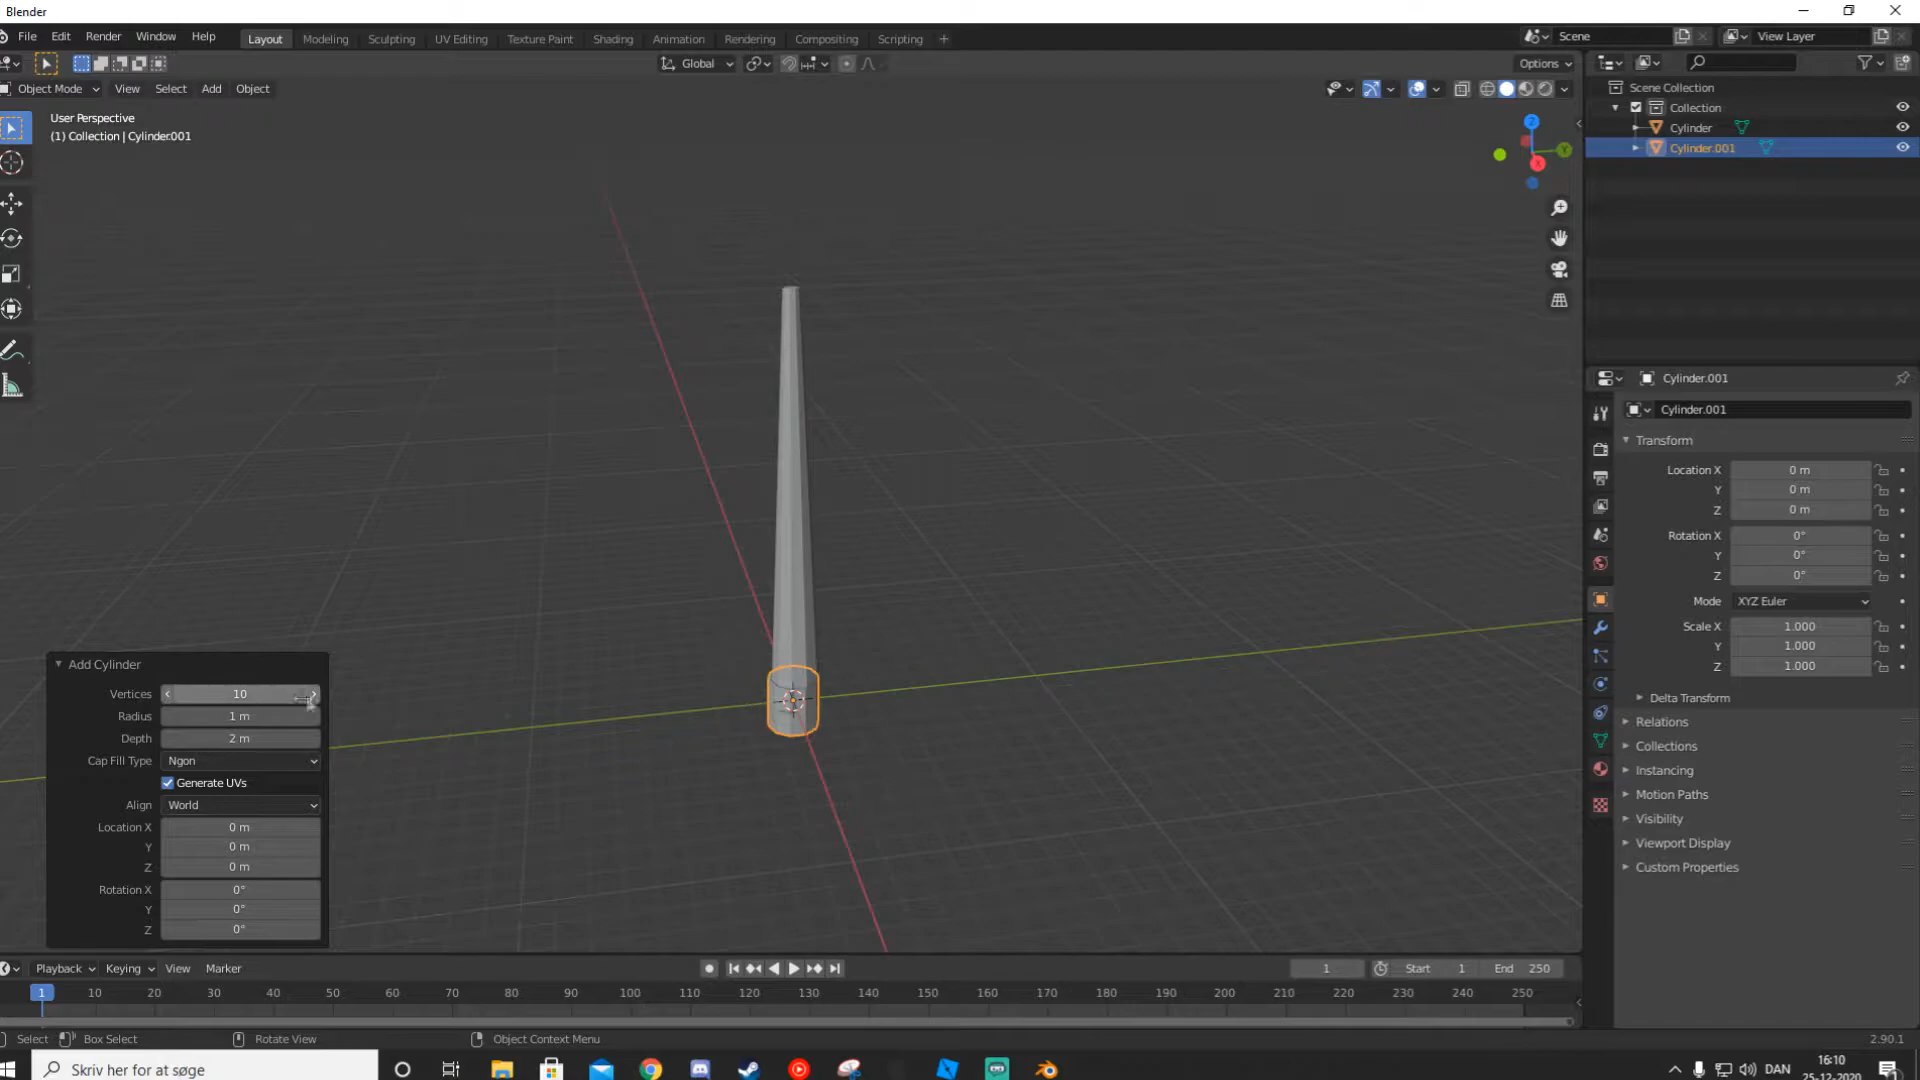 Blender
File Edit Render Window Help Layout Modeling Sculpting UV Editing Texture Paint Shading Animation Rendering Compositing Scripting + Scene View Layer
Global Options
Object Mode View Select Add Object
User Perspective
(1) Collection | Cylinder.001
Z
Y
X
Scene Collection
Collection
Cylinder
Cylinder.001
Cylinder.001
Cylinder.001
Transform
Location X 0 m
Y 0 m
Z 0 m
Rotation X 0°
Y 0°
Z 0°
Mode XYZ Euler
Scale X 1.000
Y 1.000
Z 1.000
Delta Transform
Relations
Collections
Instancing
Motion Paths
Visibility
Viewport Display
Custom Properties
Add Cylinder
Vertices 10
Radius 1 m
Depth 2 m
Cap Fill Type Ngon
Generate UVs
Align World
Location X 0 m
Y 0 m
Z 0 m
Rotation X 0°
Y 0°
Z 0°
Playback Keying View Marker 1 Start 1 End 250
1 10 20 30 40 50 60 70 80 90 100 110 120 130 140 150 160 170 180 190 200 210 220 230 240 250
Select Box Select Rotate View Object Context Menu 2.90.1
Skriv her for at søge DAN 16:10
25-12-2020